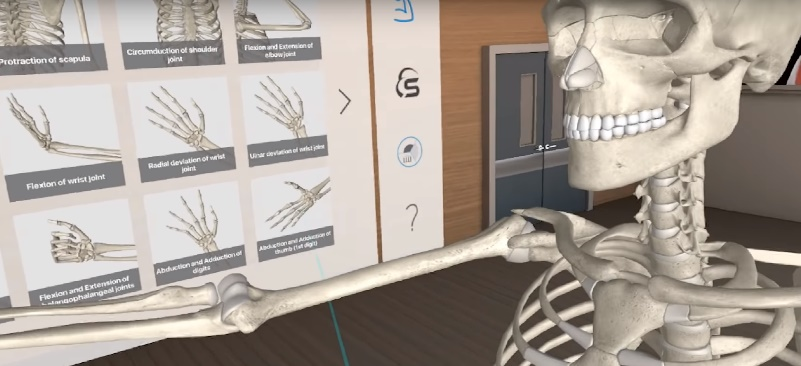 Protraction of scapula
Circumduction of shoulder
joint
Flexion and Extension of
elbow joint
Flexion of wrist joint
Radial deviation of wrist
joint
Ulnar deviation of wrist joint
Flexion and Extension of
halangophalangeal joints
Abduction and Adduction of
digits
Abduction and Adduction of
thumb (1st digit)
S
?